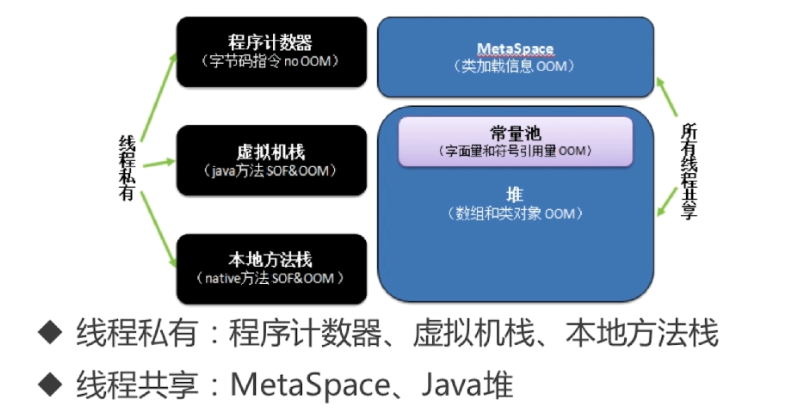 程序计数器
（字节码指令 no OOM）
MetaSpace
（类加载信息 OOM）
线程私有
虚拟机栈
（java方法 SOF&OOM）
常量池
（字面量和符号引用量 OOM）
堆
（数组和类对象 OOM）
所有线程共享
本地方法栈
（native方法 SOF&OOM ）
◆ 线程私有：程序计数器、虚拟机栈、本地方法栈
◆ 线程共享：MetaSpace、Java堆